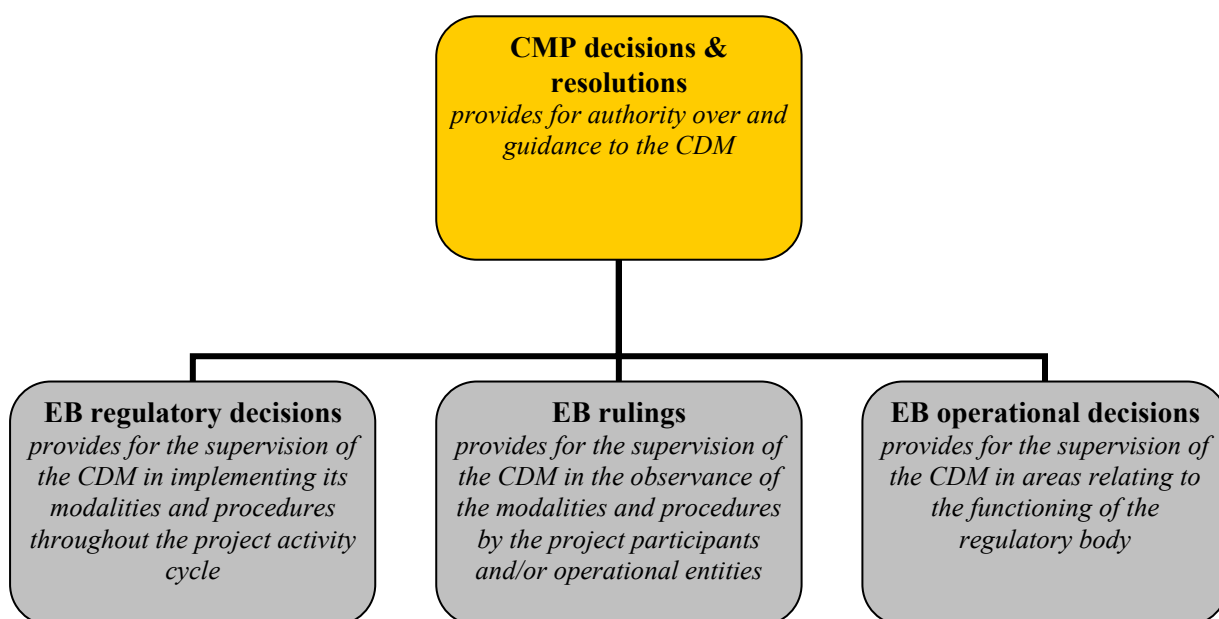 CMP decisions &
resolutions
provides for authority over and
guidance to the CDM
EB regulatory decisions
provides for the supervision of
the CDM in implementing its
modalities and procedures
throughout the project activity
cycle
EB rulings
provides for the supervision of
the CDM in the observance of
the modalities and procedures
by the project participants
and/or operational entities
EB operational decisions
provides for the supervision of
the CDM in areas relating to
the functioning of the
regulatory body